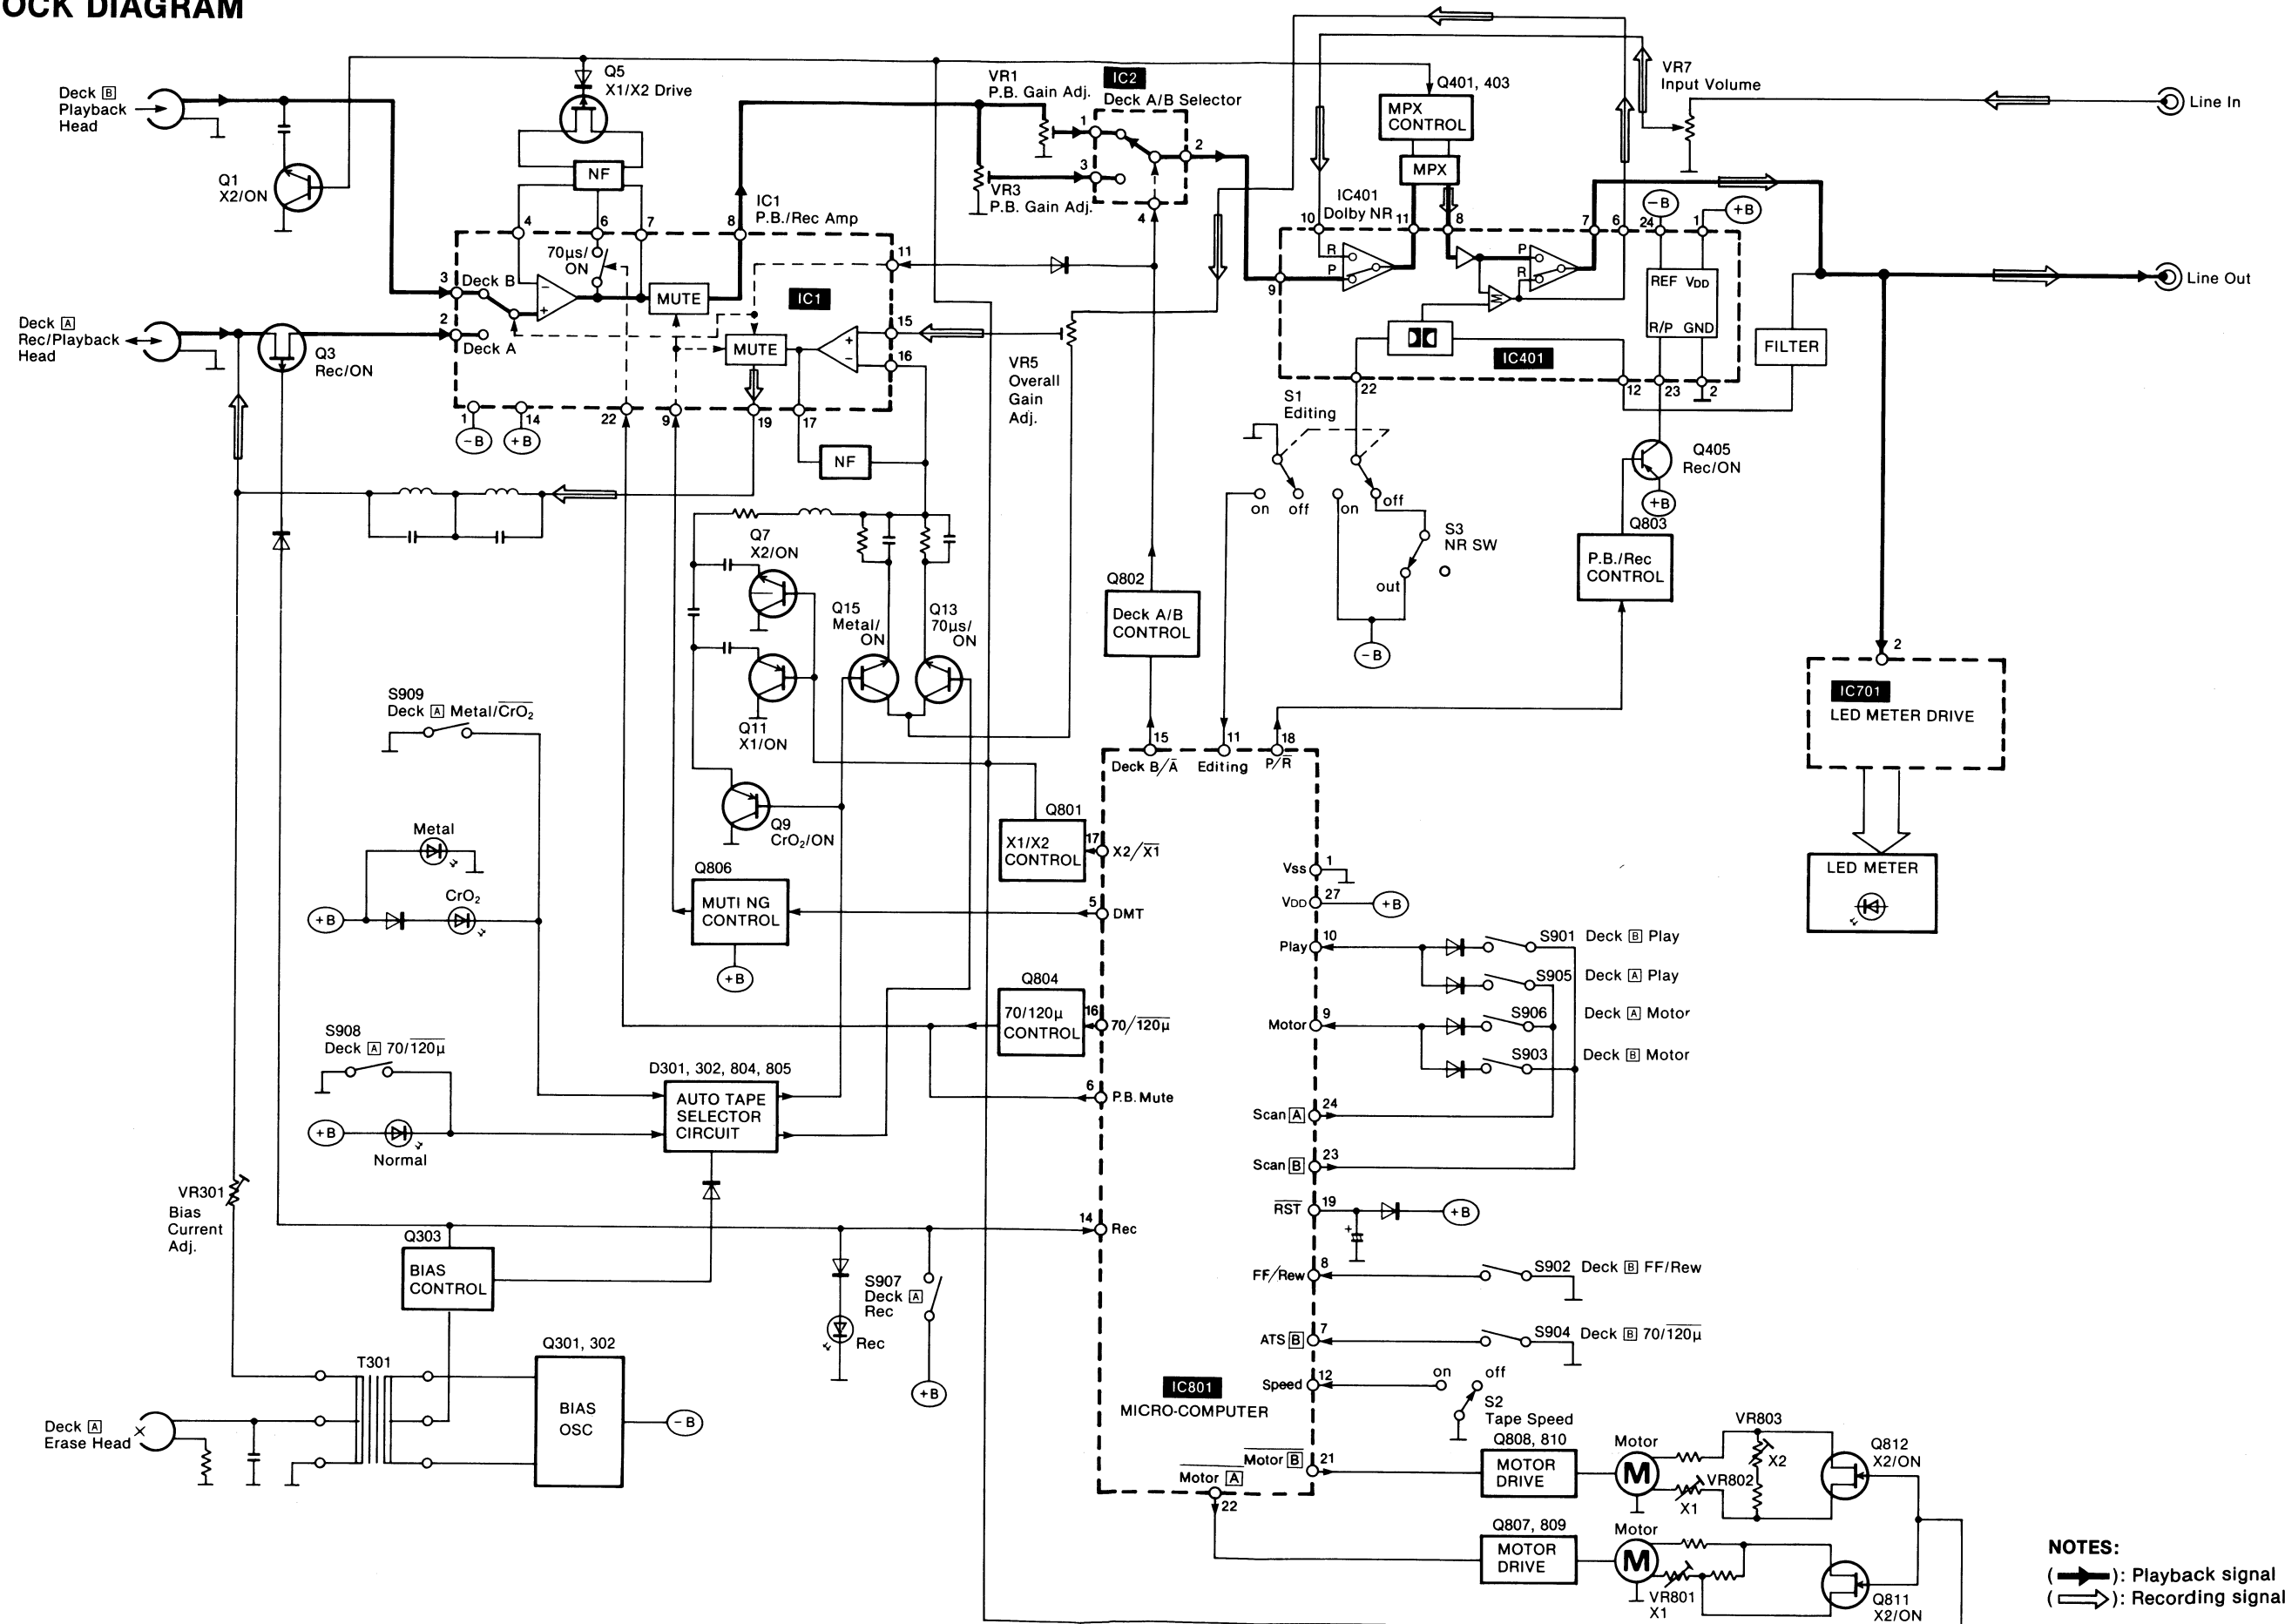 OCK DIAGRAM
Deck B
Playback
Head
Q1
X2/ON
Q5
X1/X2 Drive
NF
4
6
7
8
IC1
P.B./Rec Amp
70µs/
ON
3
Deck B
2
Deck A
−
+
MUTE
IC1
11
MUTE
+
−
15
16
Deck A
Rec/Playback
Head
Q3
Rec/ON
1
−B
14
+B
22
9
19
17
NF
VR1
P.B. Gain Adj.
VR3
P.B. Gain Adj.
IC2
Deck A/B Selector
1
3
2
4
VR5
Overall
Gain
Adj.
Q401, 403
MPX
CONTROL
MPX
IC401
Dolby NR
10
11
8
7
6
24
−B
1
+B
R
P
P
R
9
REF VDD
R/P GND
IC401
22
12
23
2
VR7
Input Volume
Line In
Line Out
FILTER
S1
Editing
on
off
on
off
S3
NR SW
out
−B
Q405
Rec/ON
+B
Q803
P.B./Rec
CONTROL
Q7
X2/ON
Q11
X1/ON
Q15
Metal/
ON
Q13
70µs/
ON
Q9
CrO₂/ON
Q802
Deck A/B
CONTROL
2
IC701
LED METER DRIVE
LED METER
S909
Deck A Metal/C̅r̅O̅₂̅
Metal
CrO₂
+B
S908
Deck A 70/1̅2̅0̅µ̅
+B
Normal
Q806
MUTI NG
CONTROL
+B
Q801
X1/X2
CONTROL
17
X2/X̅1̅
5
DMT
Q804
70/120µ
CONTROL
16
70/1̅2̅0̅µ̅
6
P.B. Mute
D301, 302, 804, 805
AUTO TAPE
SELECTOR
CIRCUIT
14
Rec
15
Deck B/A̅
11
Editing
18
P/R̅
Vss
1
VDD
27
+B
Play
10
S901 Deck B Play
S905 Deck A Play
Motor
9
S906 Deck A Motor
S903 Deck B Motor
Scan A
24
Scan B
23
R̅S̅T̅
19
+B
+
FF/Rew
8
S902 Deck B FF/Rew
ATS B
7
S904 Deck B 70/1̅2̅0̅µ̅
Speed
12
on
off
S2
Tape Speed
IC801
MICRO-COMPUTER
M̅o̅t̅o̅r̅ ̅B̅
21
M̅o̅t̅o̅r̅ ̅A̅
22
VR301
Bias
Current
Adj.
Q303
BIAS
CONTROL
S907
Deck A
Rec
Rec
+B
T301
Q301, 302
BIAS
OSC
−B
Deck A
Erase Head
Q808, 810
MOTOR
DRIVE
Motor
M
VR803
X2
VR802
X1
Q812
X2/ON
Q807, 809
MOTOR
DRIVE
Motor
M
VR801
X1
Q811
X2/ON
NOTES:
( ): Playback signal
( ): Recording signal